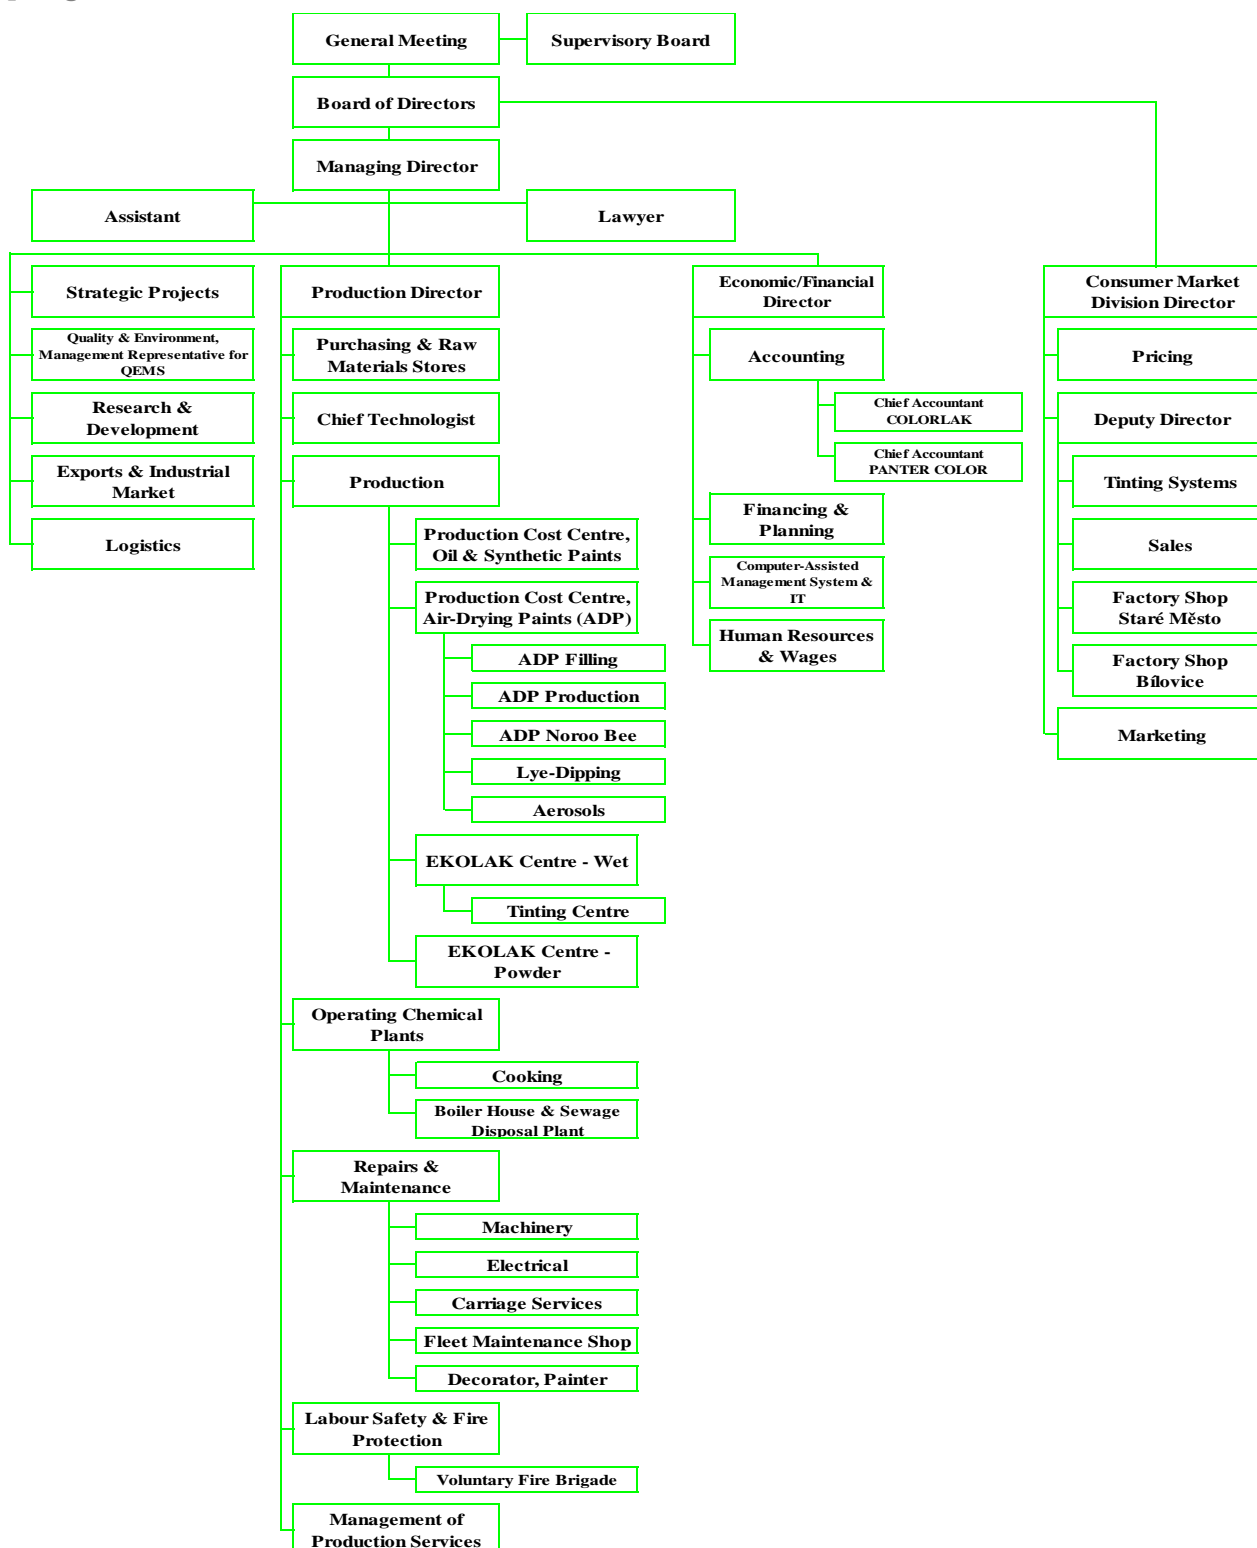 General Meeting
Supervisory Board
Board of Directors
Managing Director
Assistant
Lawyer
Strategic Projects
Quality & Environment,
Management Representative for
QEMS
Research &
Development
Exports & Industrial
Market
Logistics
Production Director
Purchasing & Raw
Materials Stores
Chief Technologist
Production
Production Cost Centre,
Oil & Synthetic Paints
Production Cost Centre,
Air-Drying Paints (ADP)
ADP Filling
ADP Production
ADP Noroo Bee
Lye-Dipping
Aerosols
EKOLAK Centre - Wet
Tinting Centre
EKOLAK Centre -
Powder
Operating Chemical
Plants
Cooking
Boiler House & Sewage
Disposal Plant
Repairs &
Maintenance
Machinery
Electrical
Carriage Services
Fleet Maintenance Shop
Decorator, Painter
Labour Safety & Fire
Protection
Voluntary Fire Brigade
Management of
Production Services
Economic/Financial
Director
Accounting
Chief Accountant
COLORLAK
Chief Accountant
PANTER COLOR
Financing &
Planning
Computer-Assisted
Management System &
IT
Human Resources
& Wages
Consumer Market
Division Director
Pricing
Deputy Director
Tinting Systems
Sales
Factory Shop
Staré Město
Factory Shop
Bílovice
Marketing